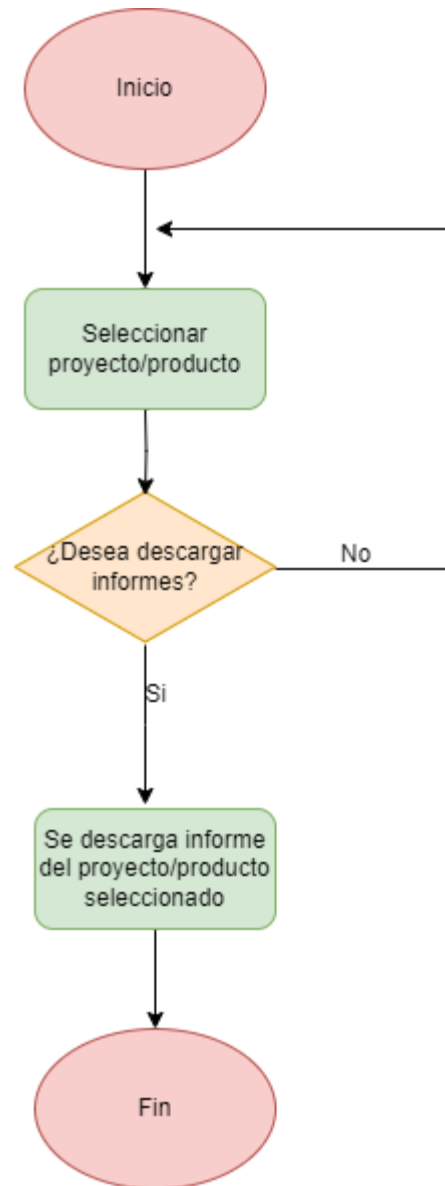 Inicio
Seleccionar
proyecto/producto
¿Desea descargar
informes?
No
Si
Se descarga informe
del proyecto/producto
seleccionado
Fin